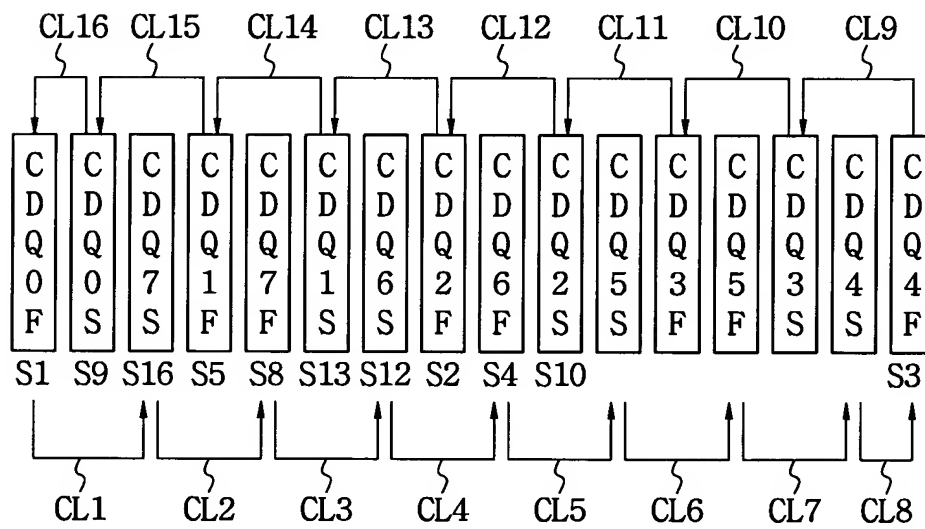 CL16 CL15 CL14 CL13 CL12 CL11 CL10 CL9
CDQ0F CDQ0S CDQ7S CDQ1F CDQ7F CDQ1S CDQ6S CDQ2F CDQ6F CDQ2S CDQ5S CDQ3F CDQ5F CDQ3S CDQ4S CDQ4F
S1 S9 S16 S5 S8 S13 S12 S2 S4 S10 S3
CL1 CL2 CL3 CL4 CL5 CL6 CL7 CL8